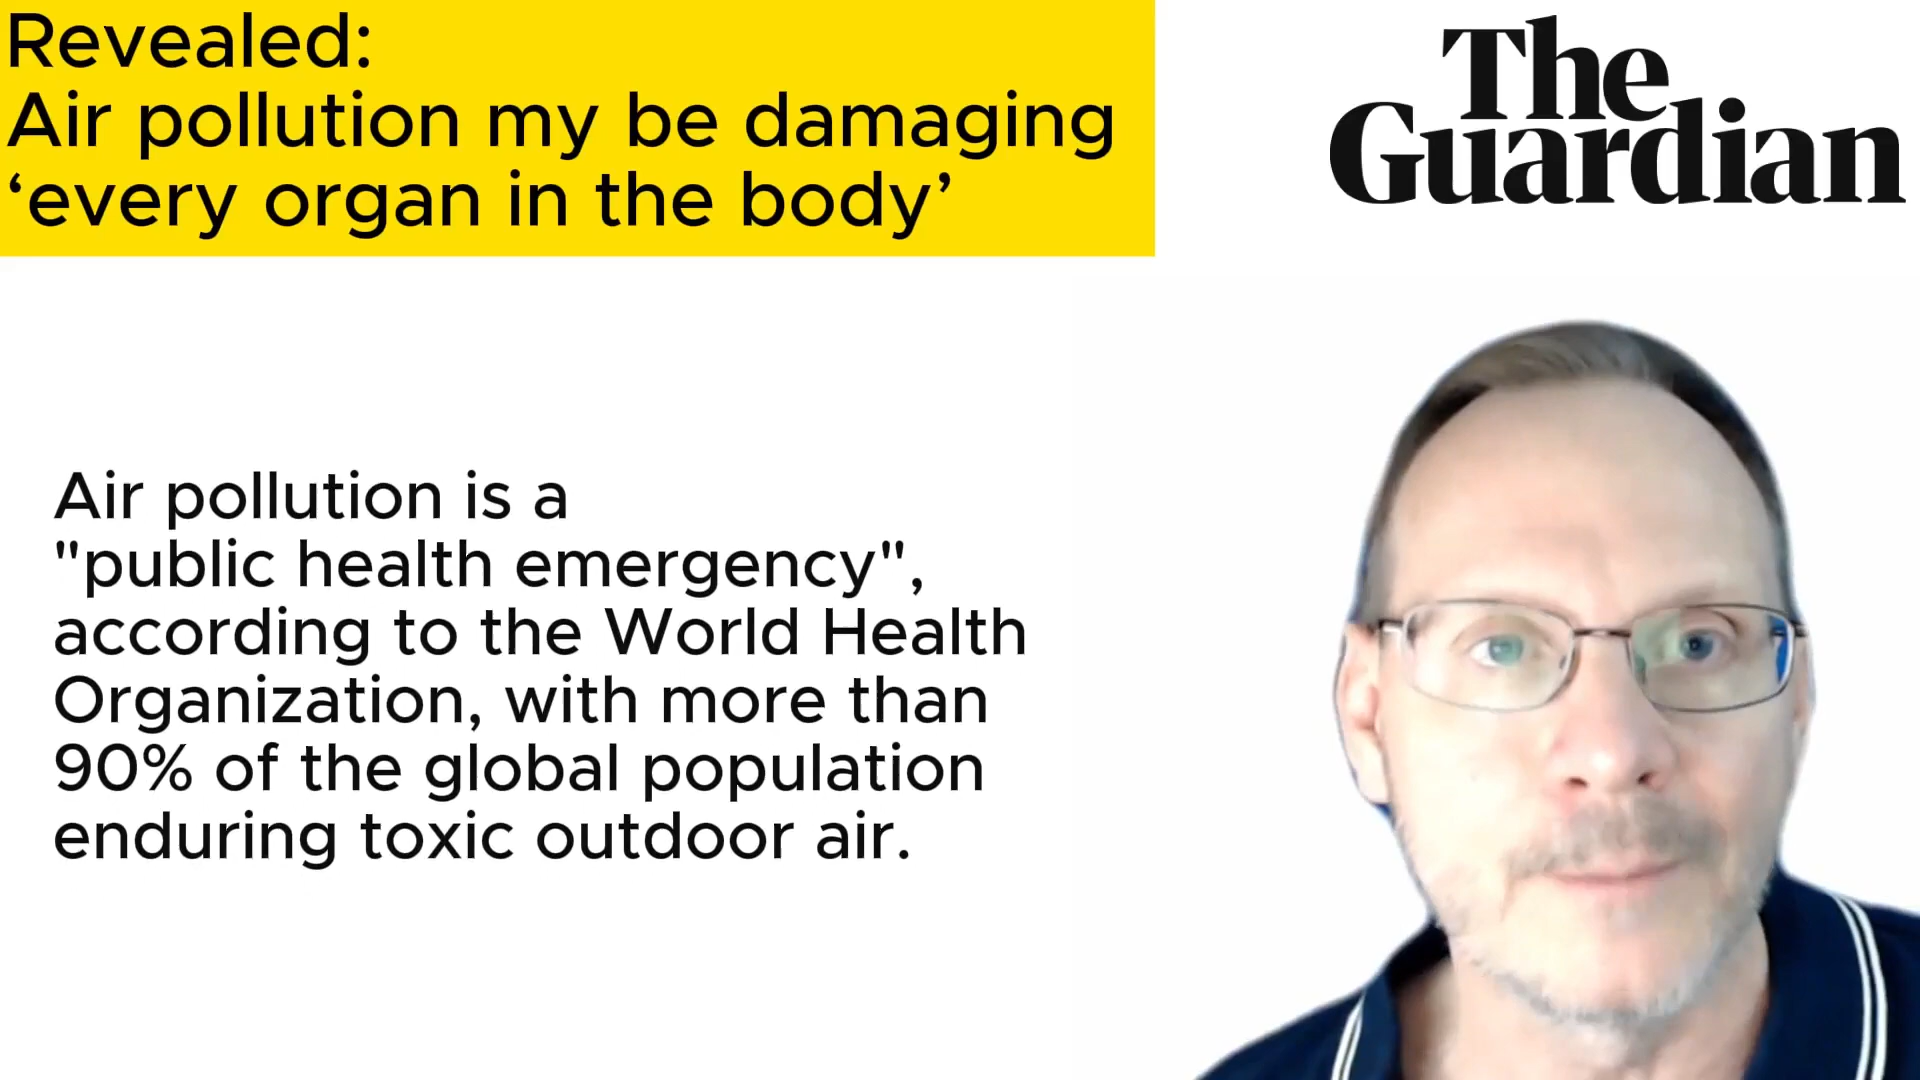 Revealed:
Air pollution my be damaging
‘every organ in the body’
The
Guardian
Air pollution is a
"public health emergency",
according to the World Health
Organization, with more than
90% of the global population
enduring toxic outdoor air.